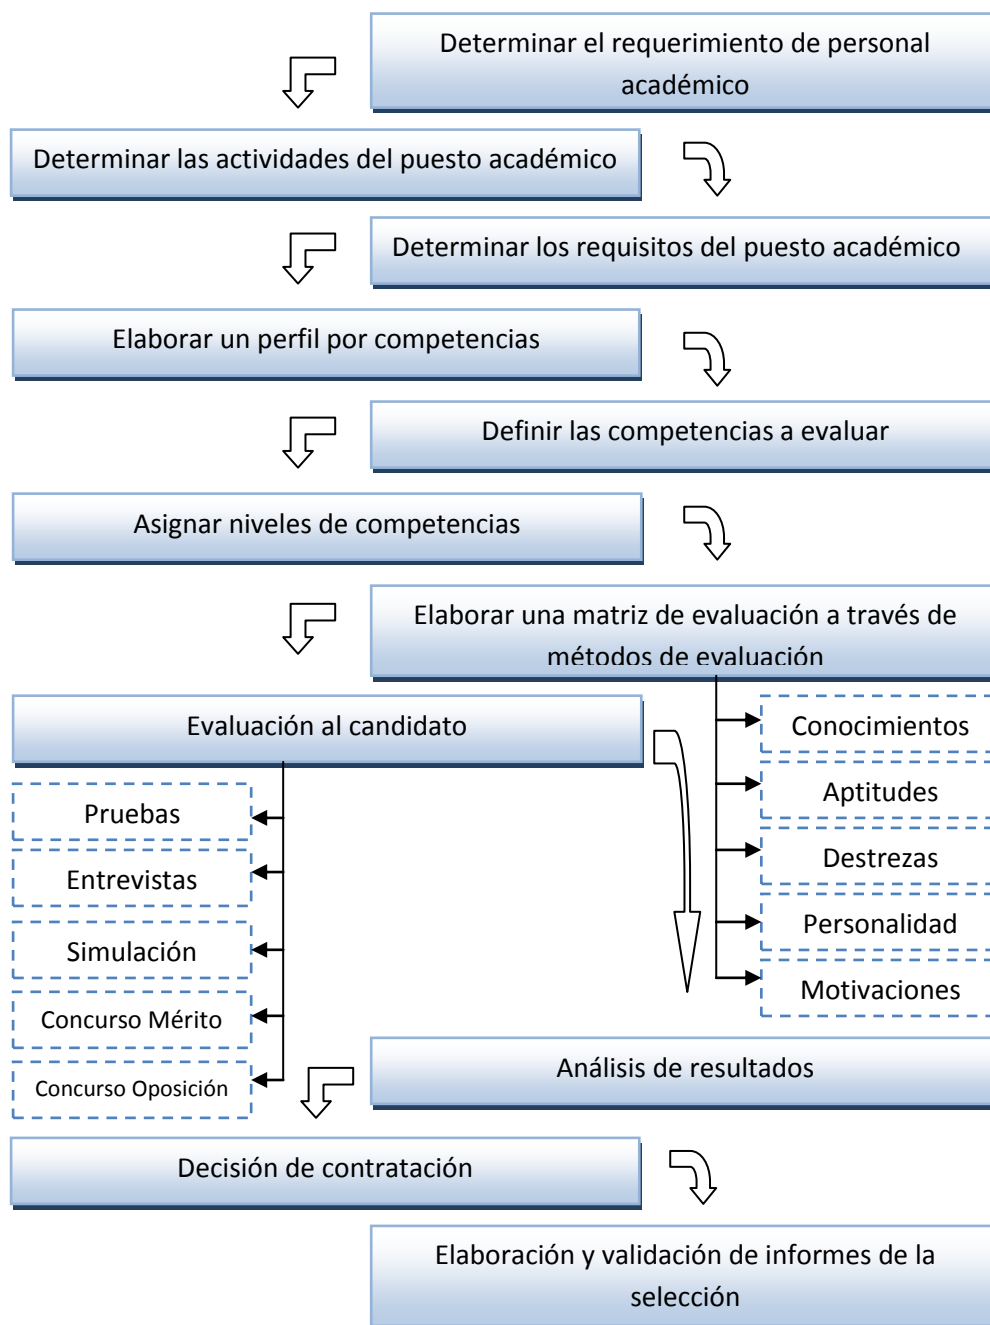 Determinar el requerimiento de personal
académico
Determinar las actividades del puesto académico
Determinar los requisitos del puesto académico
Elaborar un perfil por competencias
Definir las competencias a evaluar
Asignar niveles de competencias
Elaborar una matriz de evaluación a través de
métodos de evaluación
Evaluación al candidato
Conocimientos
Aptitudes
Destrezas
Personalidad
Motivaciones
Pruebas
Entrevistas
Simulación
Concurso Mérito
Concurso Oposición
Análisis de resultados
Decisión de contratación
Elaboración y validación de informes de la
selección